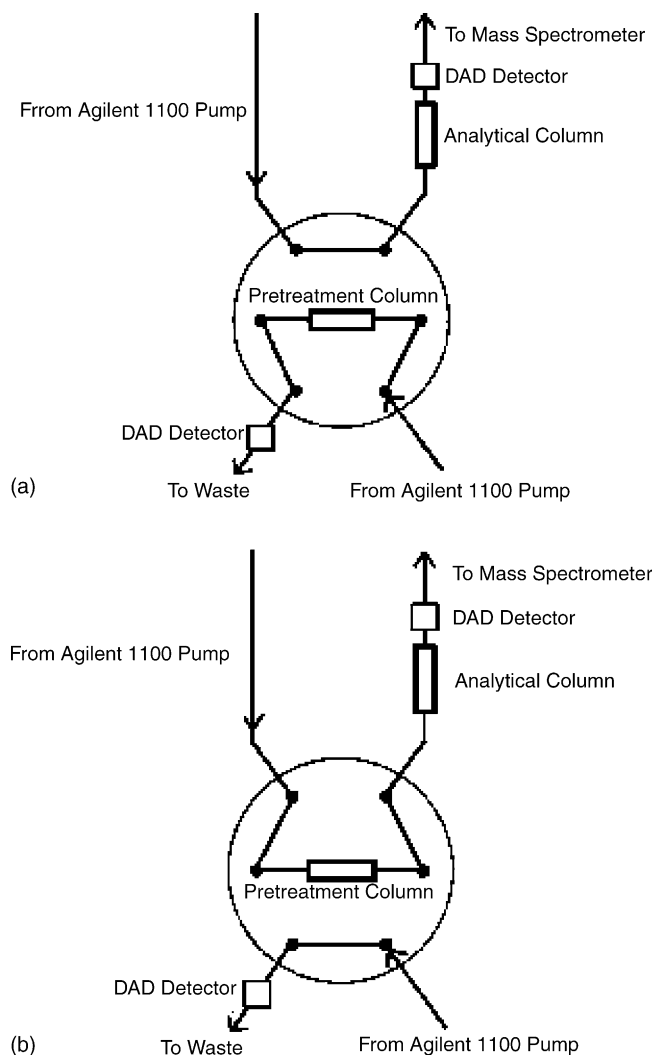 To Mass Spectrometer
DAD Detector
Frrom Agilent 1100 Pump
Analytical Column
Pretreatment Column
DAD Detector
(a)
To Waste
From Agilent 1100 Pump
To Mass Spectrometer
DAD Detector
From Agilent 1100 Pump
Analytical Column
Pretreatment Column
DAD Detector
(b)
To Waste
From Agilent 1100 Pump